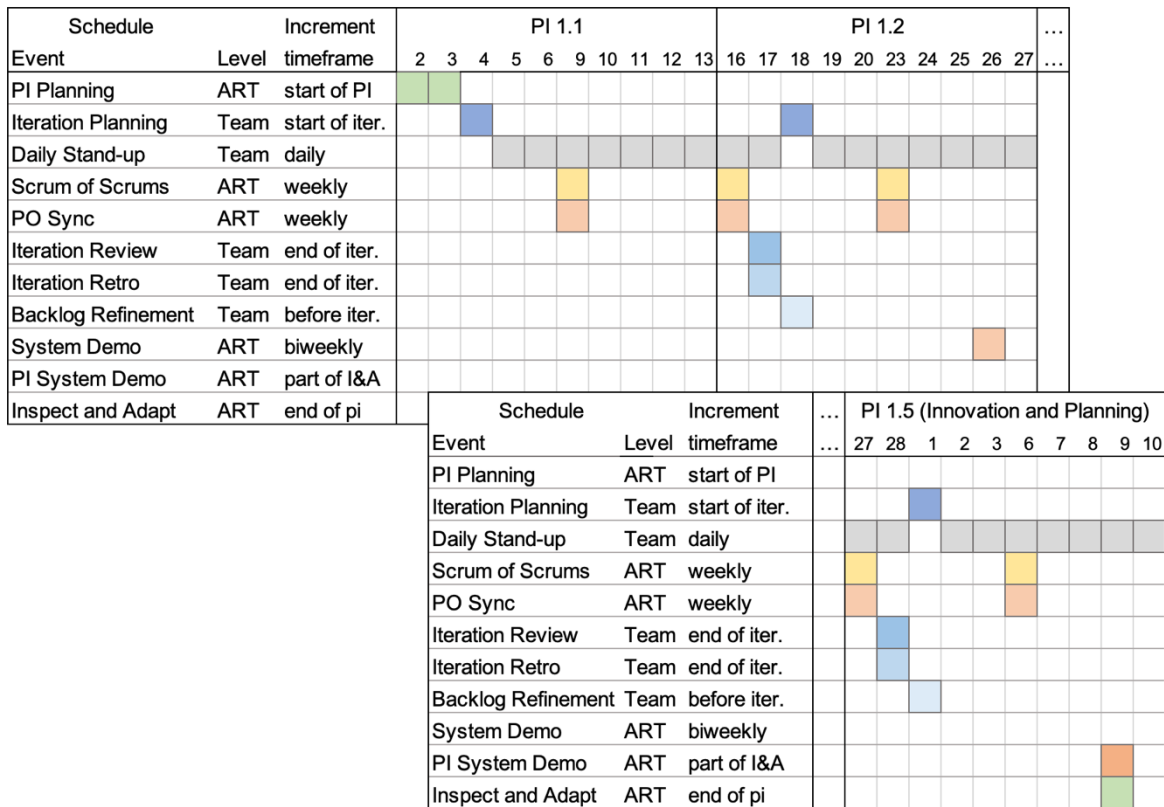 Schedule Increment PI 1.1 PI 1.2 ...
Event Level timeframe 2 3 4 5 6 9 10 11 12 13 16 17 18 19 20 23 24 25 26 27 ...
PI Planning ART start of PI
Iteration Planning Team start of iter.
Daily Stand-up Team daily
Scrum of Scrums ART weekly
PO Sync ART weekly
Iteration Review Team end of iter.
Iteration Retro Team end of iter.
Backlog Refinement Team before iter.
System Demo ART biweekly
PI System Demo ART part of I&A
Inspect and Adapt ART end of pi
Schedule Increment ... PI 1.5 (Innovation and Planning)
Event Level timeframe ... 27 28 1 2 3 6 7 8 9 10
PI Planning ART start of PI
Iteration Planning Team start of iter.
Daily Stand-up Team daily
Scrum of Scrums ART weekly
PO Sync ART weekly
Iteration Review Team end of iter.
Iteration Retro Team end of iter.
Backlog Refinement Team before iter.
System Demo ART biweekly
PI System Demo ART part of I&A
Inspect and Adapt ART end of pi